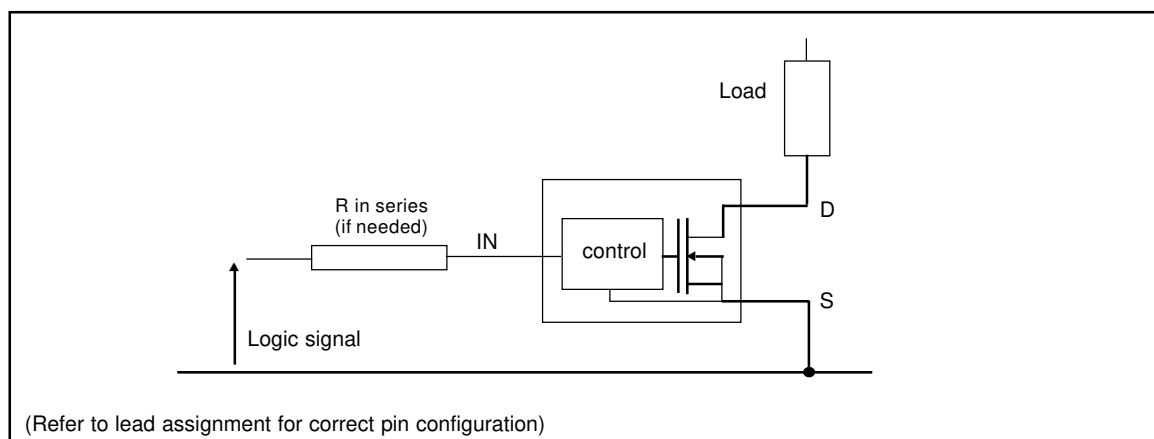 Load
R in series
(if needed)
IN
D
control
S
Logic signal
(Refer to lead assignment for correct pin configuration)